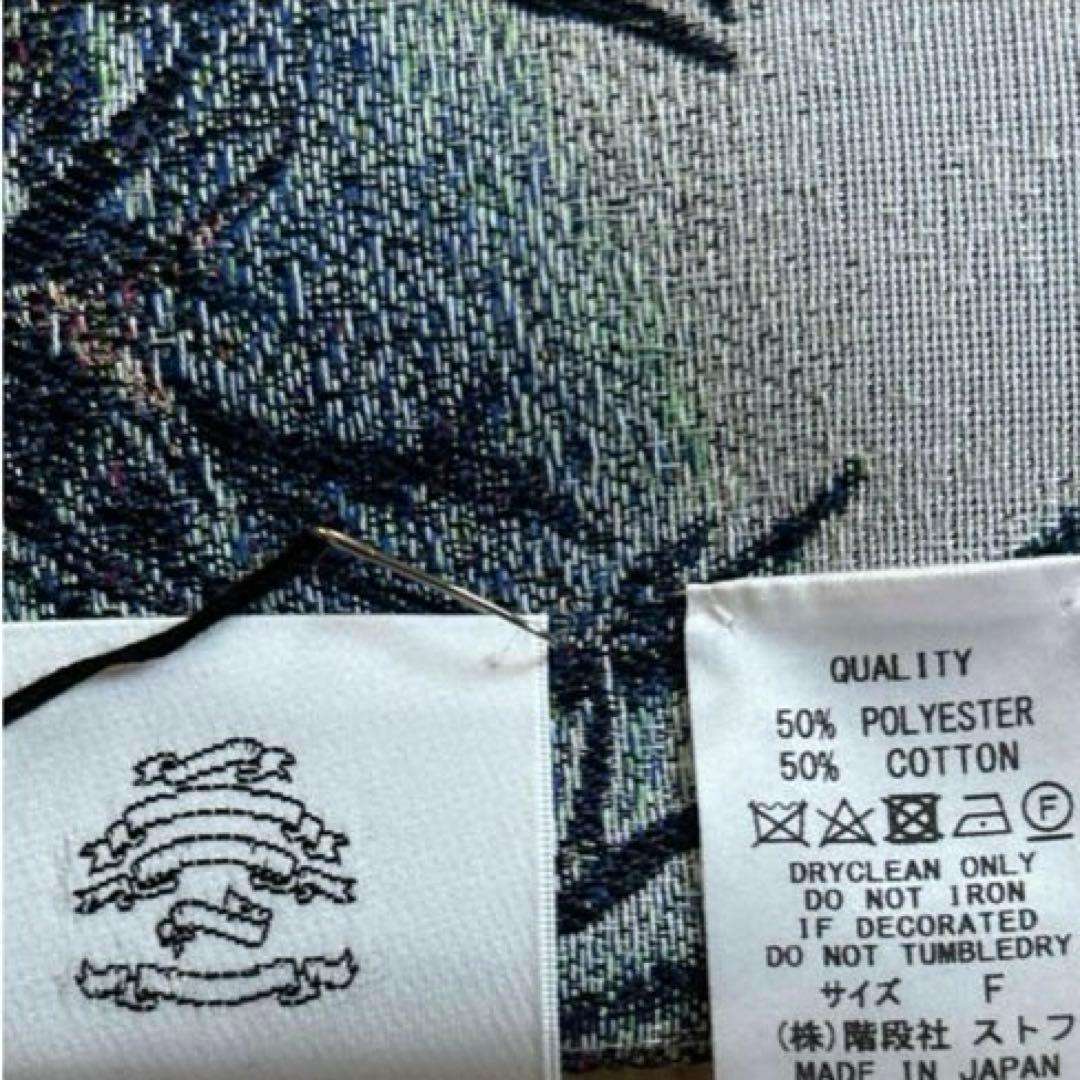 QUALITY
50% POLYESTER
50% COTTON
F
DRYCLEAN ONLY
DO NOT IRON
IF DECORATED
DO NOT TUMBLEDRY
サイズ F
(株)階段社 ストフ
MADE IN JAPAN